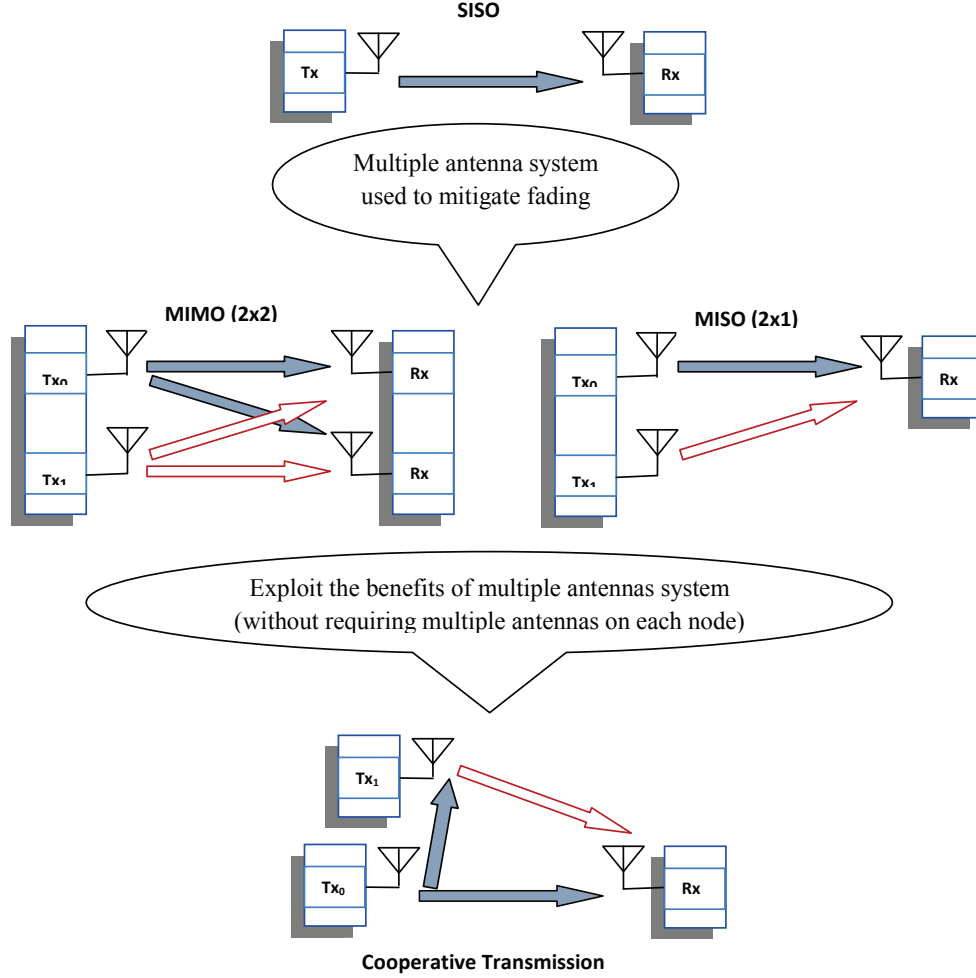 SISO
Tx
Rx
Multiple antenna system
used to mitigate fading
MIMO (2x2)
MISO (2x1)
Tx₀
Rx
Tx₀
Rx
Tx₁
Rx
Tx₁
Exploit the benefits of multiple antennas system
(without requiring multiple antennas on each node)
Tx₁
Tx₀
Rx
Cooperative Transmission